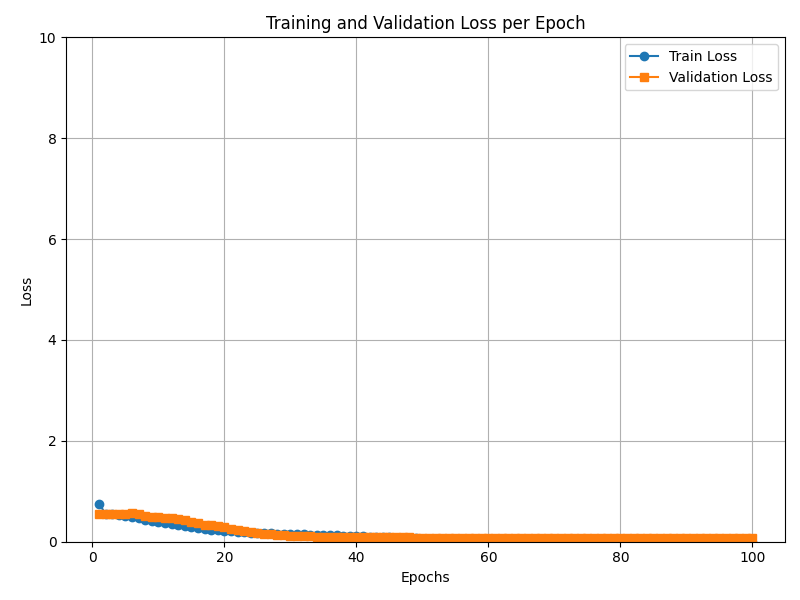 Training and Validation Loss per Epoch
Train Loss
Validation Loss
Loss
10
8
6
4
2
0
0 20 40 60 80 100
Epochs